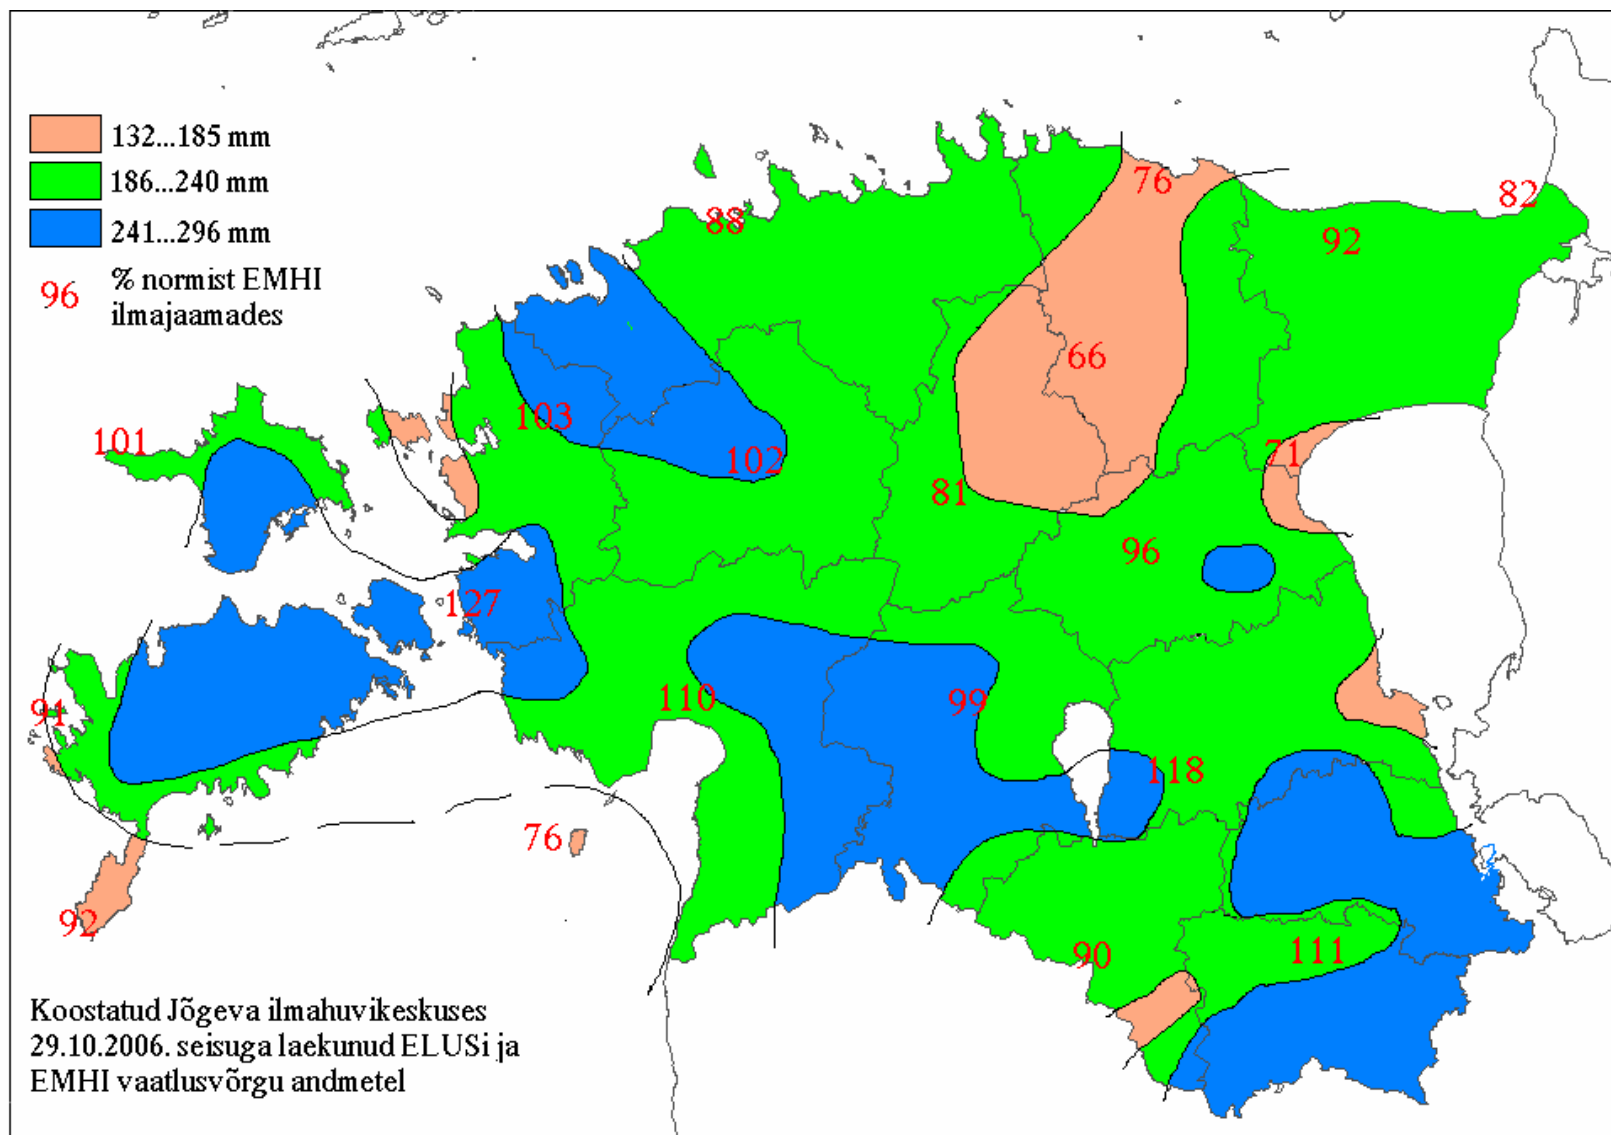 132...185 mm
186...240 mm
241...296 mm
96 % normist EMHI
ilmajaamades
76
82
88
92
66
103
101
102
71
81
96
127
110
99
91
118
76
92
90
111
Koostatud Jõgeva ilmahuvikeskuses
29.10.2006. seisuga laekunud ELUSi ja
EMHI vaatlusvõrgu andmetel